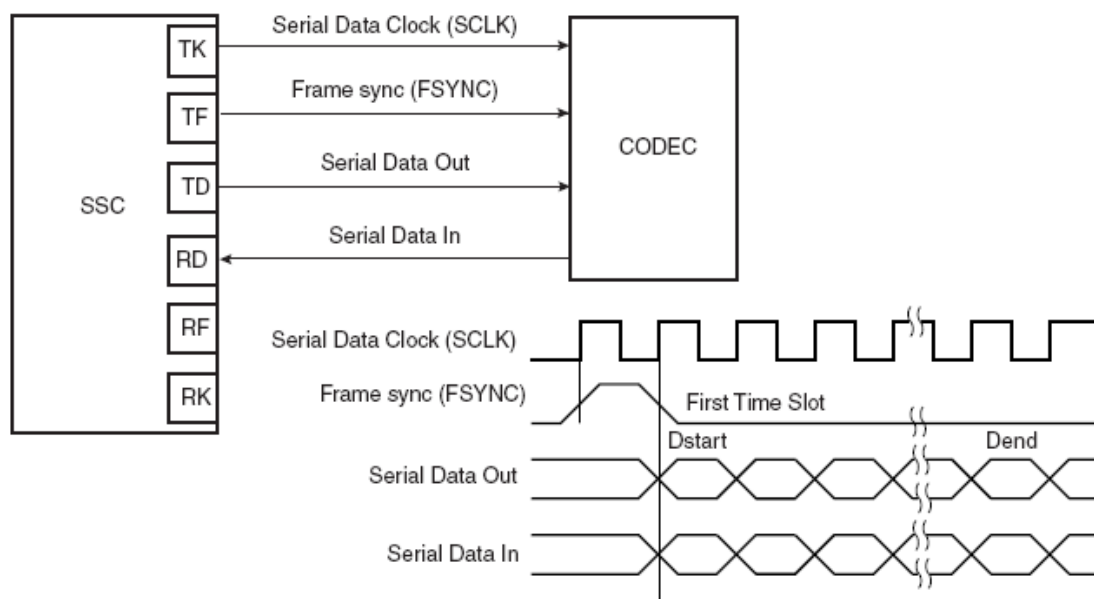 Serial Data Clock (SCLK)
TK
Frame sync (FSYNC)
TF
CODEC
Serial Data Out
TD
SSC
Serial Data In
RD
RF
Serial Data Clock (SCLK)
RK
Frame sync (FSYNC)
First Time Slot
Dstart
Dend
Serial Data Out
Serial Data In